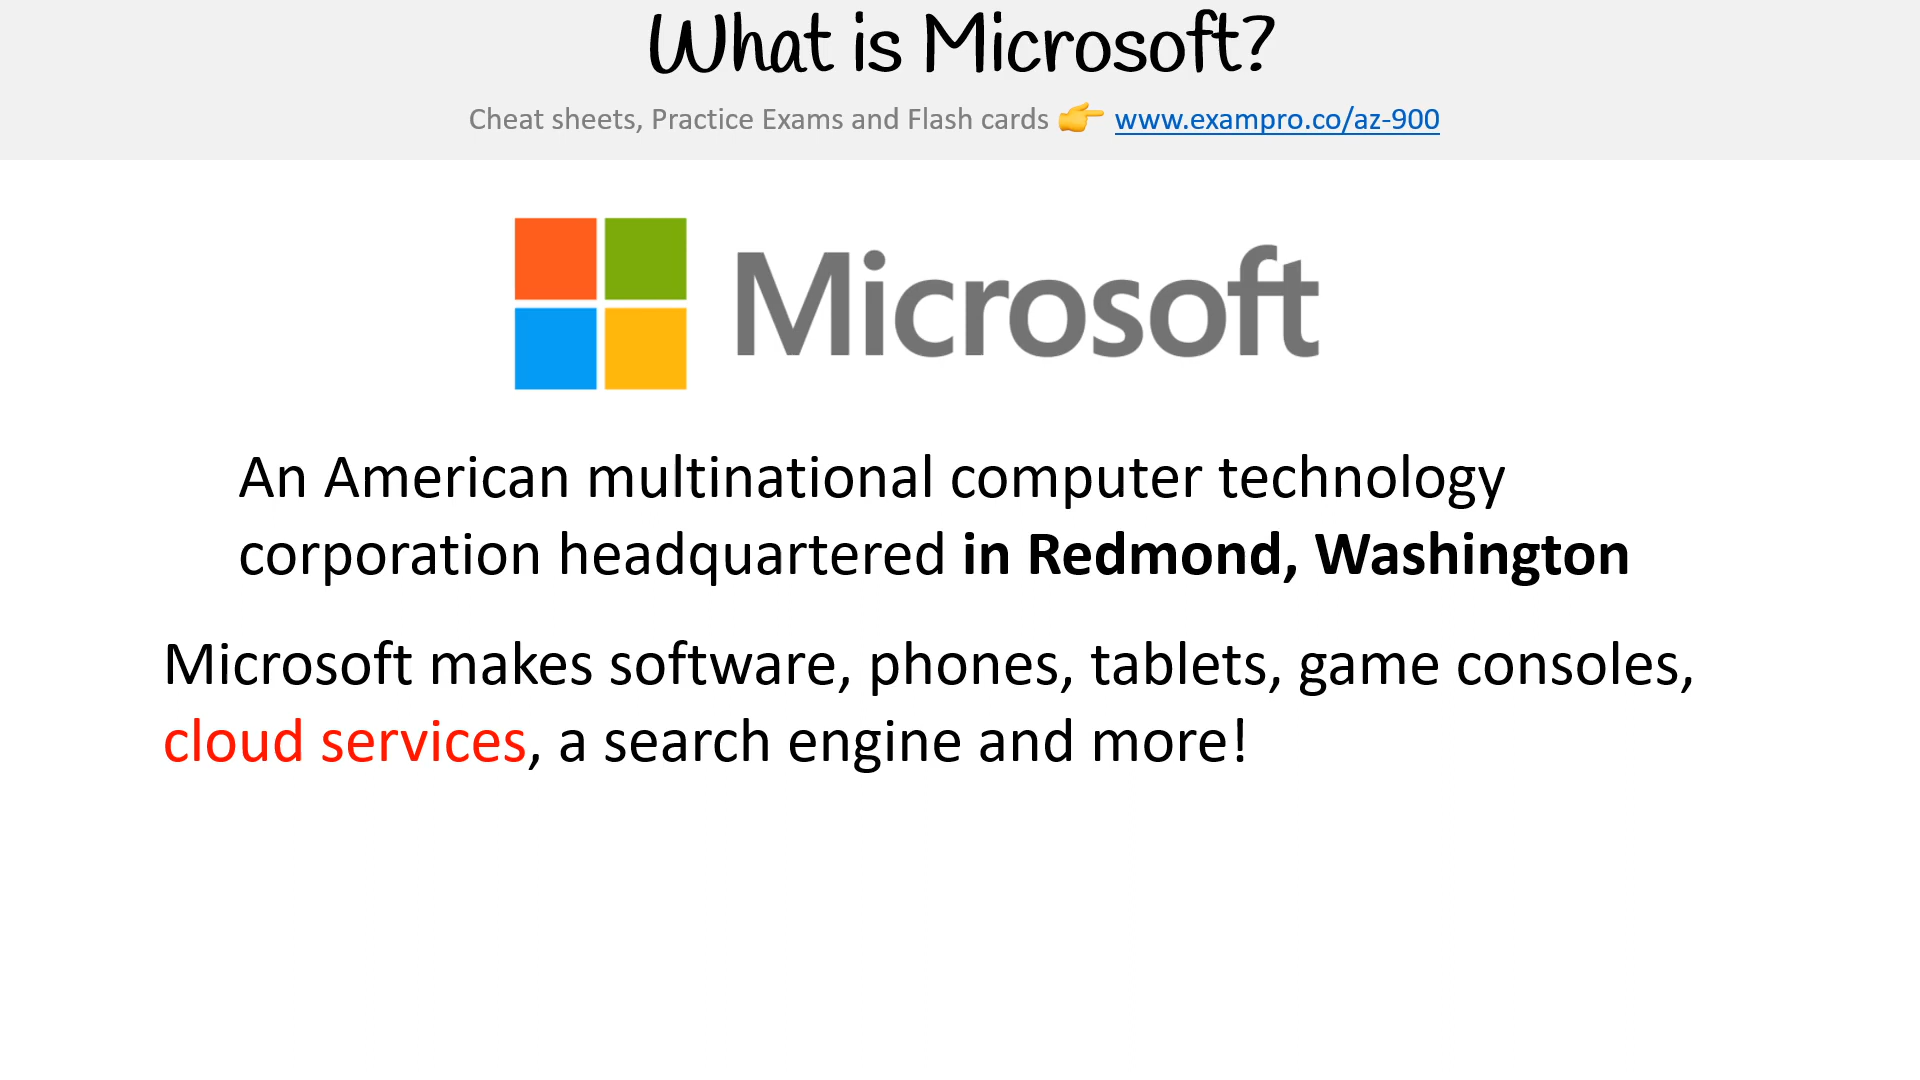 What is Microsoft?
Cheat sheets, Practice Exams and Flash cards 👉 www.exampro.co/az-900
Microsoft
An American multinational computer technology
corporation headquartered in Redmond, Washington
Microsoft makes software, phones, tablets, game consoles,
cloud services, a search engine and more!